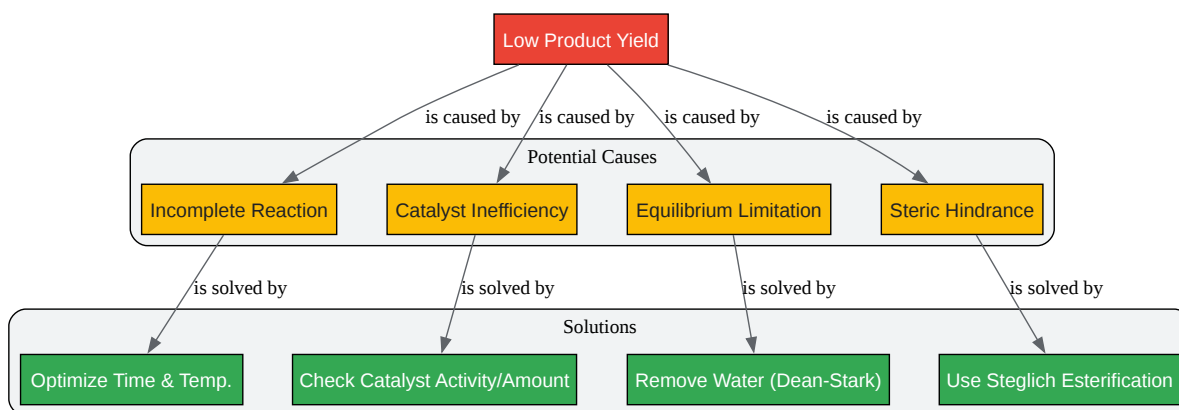 Low Product Yield
is caused by
is caused by
is caused by
is caused by
Potential Causes
Incomplete Reaction
Catalyst Inefficiency
Equilibrium Limitation
Steric Hindrance
is solved by
is solved by
is solved by
is solved by
Solutions
Optimize Time & Temp.
Check Catalyst Activity/Amount
Remove Water (Dean-Stark)
Use Steglich Esterification